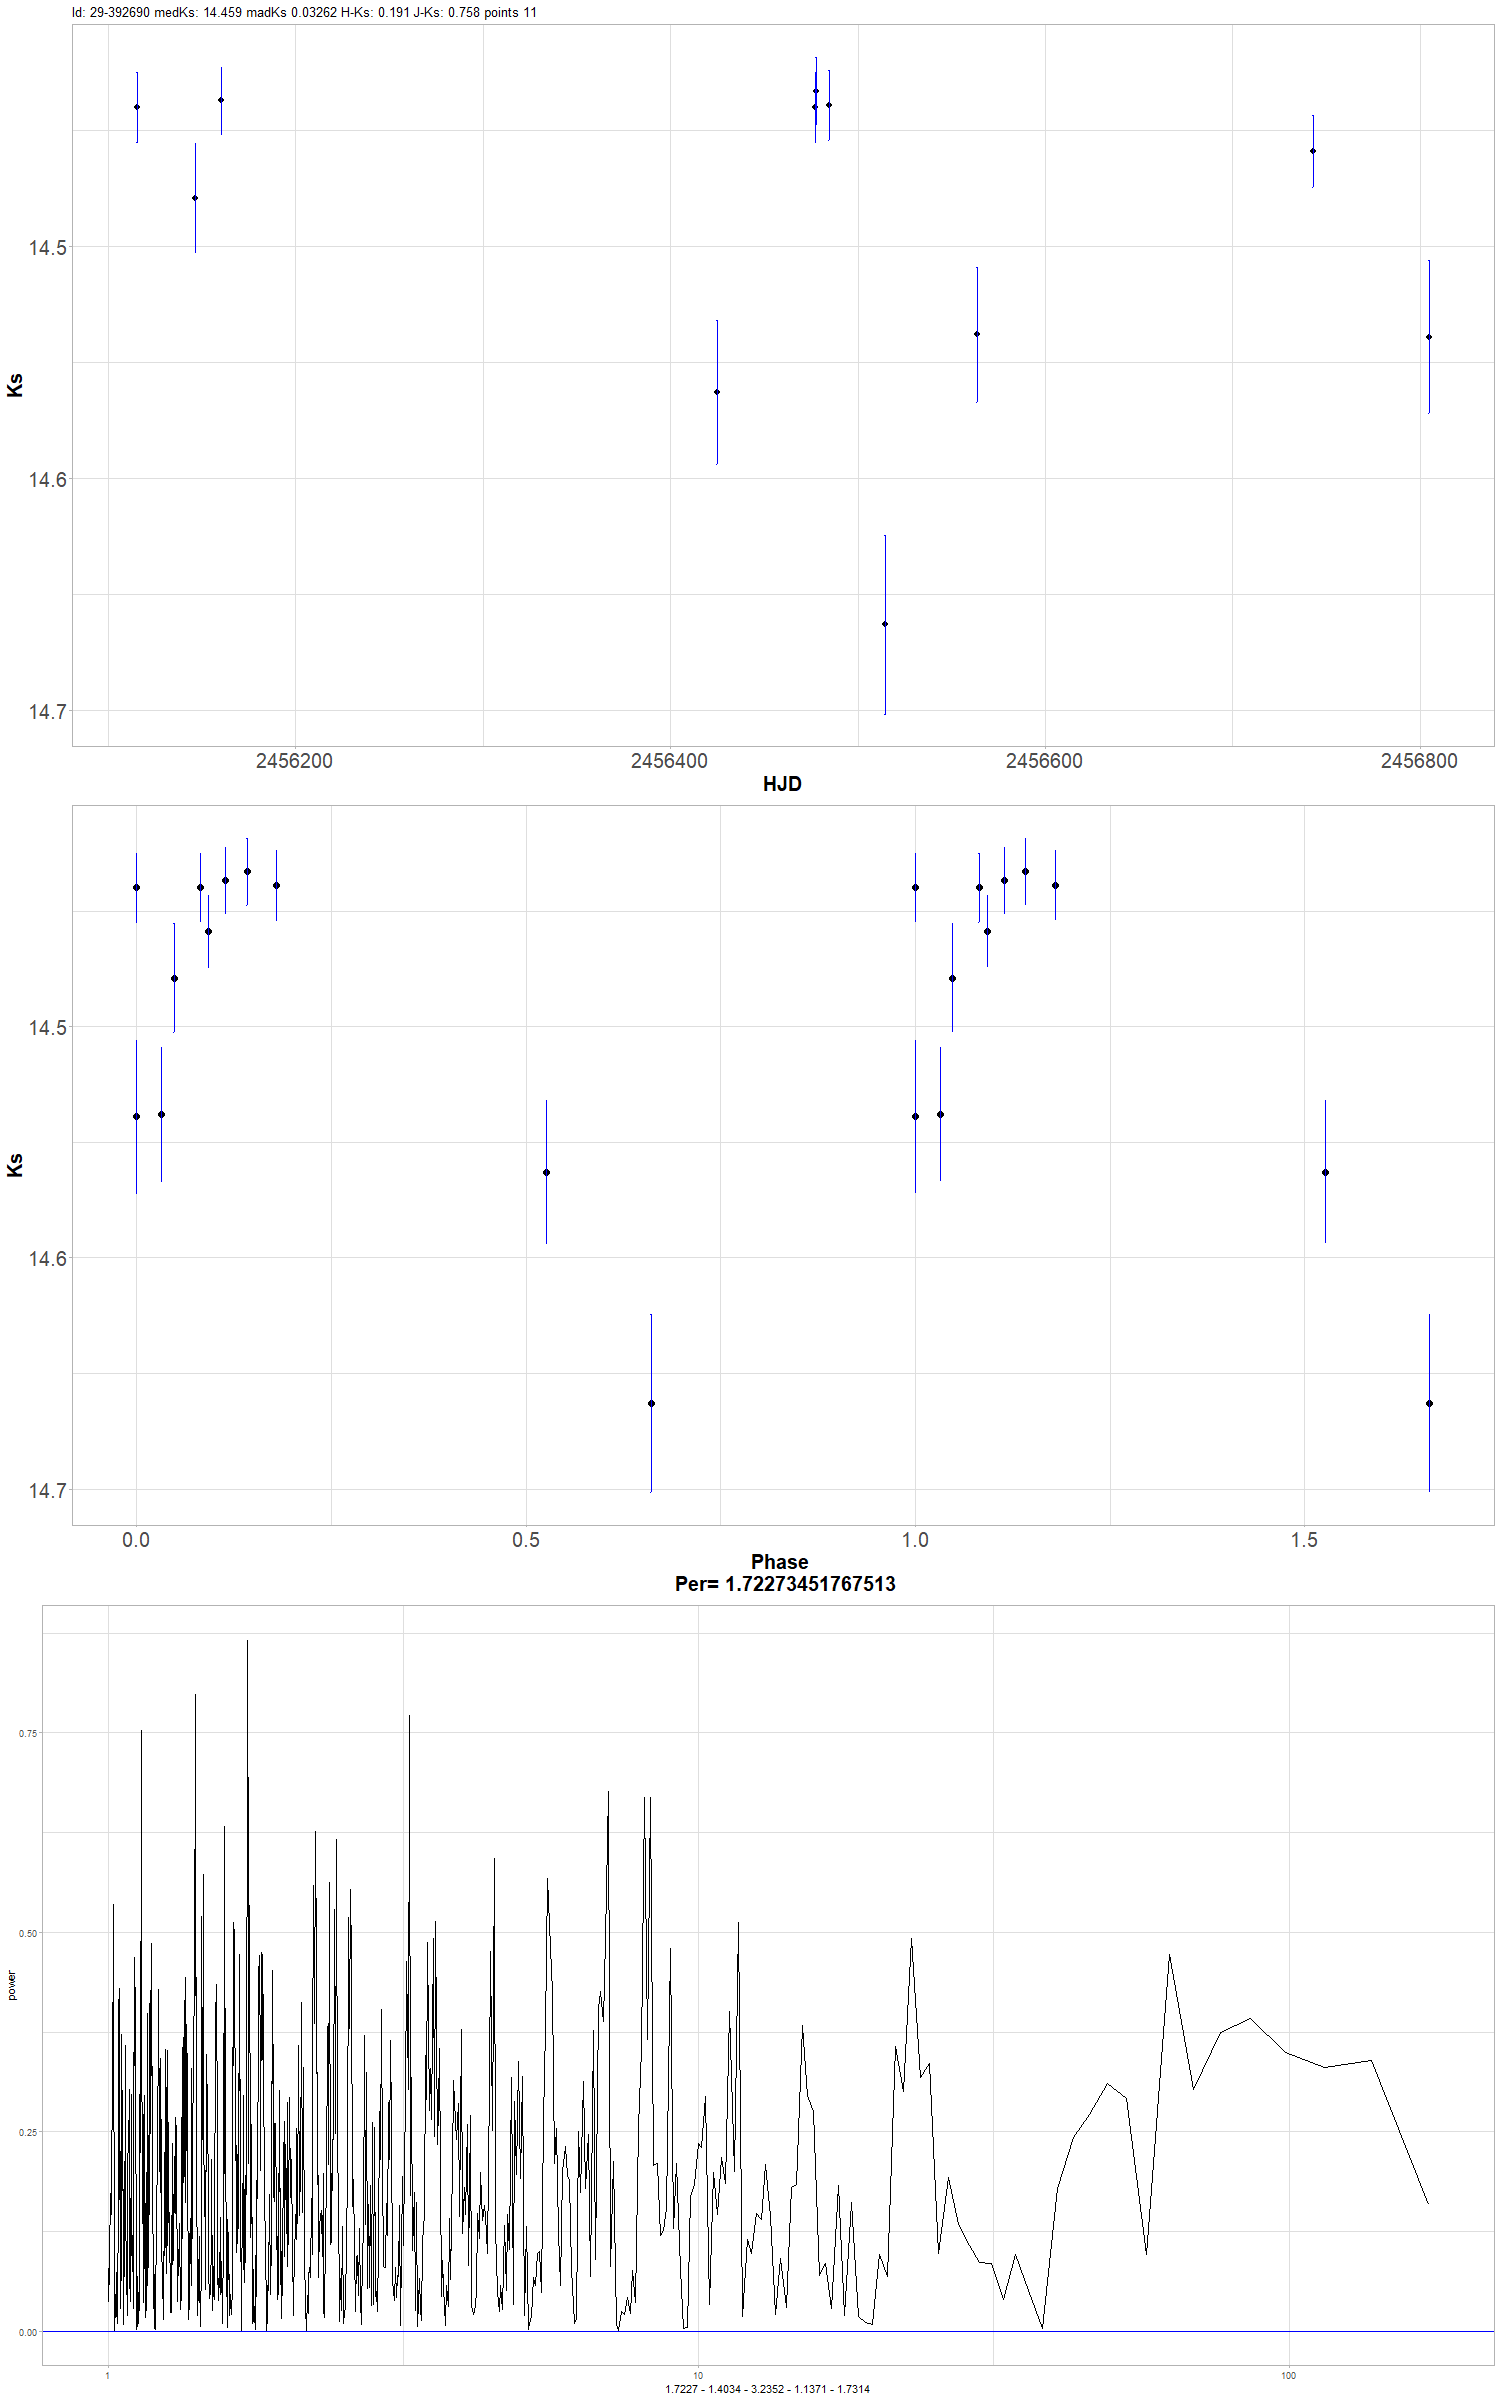 Id: 29-392690 medKs: 14.459 madKs 0.03262 H-Ks: 0.191 J-Ks: 0.758 points 11
14.5
14.6
14.7
Ks
2456200 2456400 2456600 2456800
HJD
14.5
14.6
14.7
Ks
0.0 0.5 1.0 1.5
Phase
Per= 1.72273451767513
0.75
0.50
0.25
0.00
power
1 10 100
1.7227 - 1.4034 - 3.2352 - 1.1371 - 1.7314